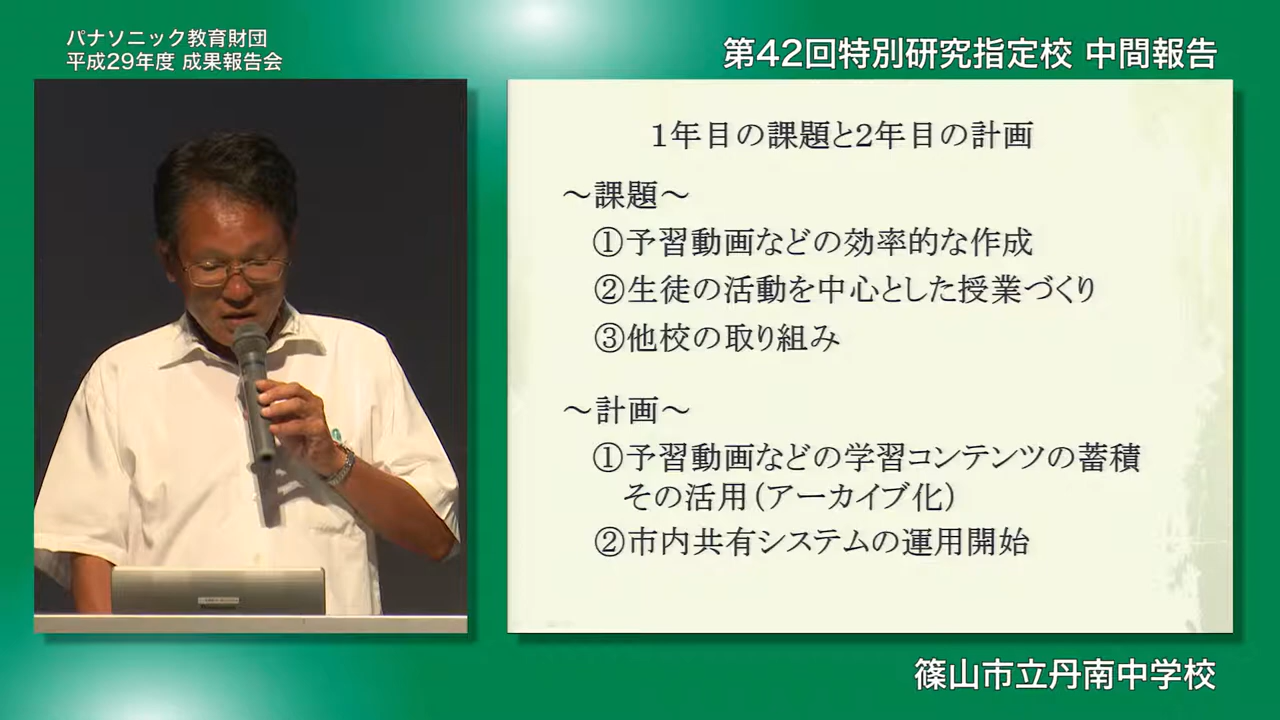 パナソニック教育財団
平成29年度 成果報告会
第42回特別研究指定校 中間報告
1年目の課題と2年目の計画
～課題～
①予習動画などの効率的な作成
②生徒の活動を中心とした授業づくり
③他校の取り組み
～計画～
①予習動画などの学習コンテンツの蓄積
その活用(アーカイブ化)
②市内共有システムの運用開始
篠山市立丹南中学校